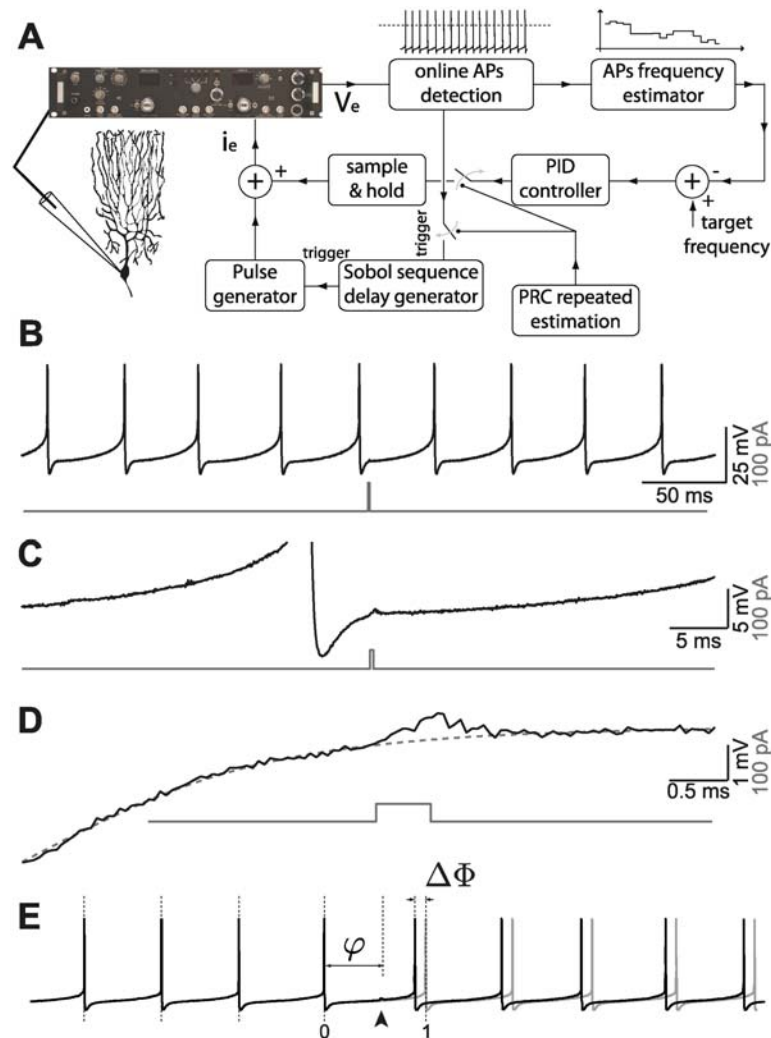 A
V_e
online APs
detection
APs frequency
estimator
i_e
+
+
sample
& hold
PID
controller
-
+
+
target
frequency
trigger
trigger
Pulse
generator
Sobol sequence
delay generator
PRC repeated
estimation
B
25 mV
100 pA
50 ms
C
5 mV
100 pA
5 ms
D
1 mV
100 pA
0.5 ms
ΔΦ
E
φ
0
1